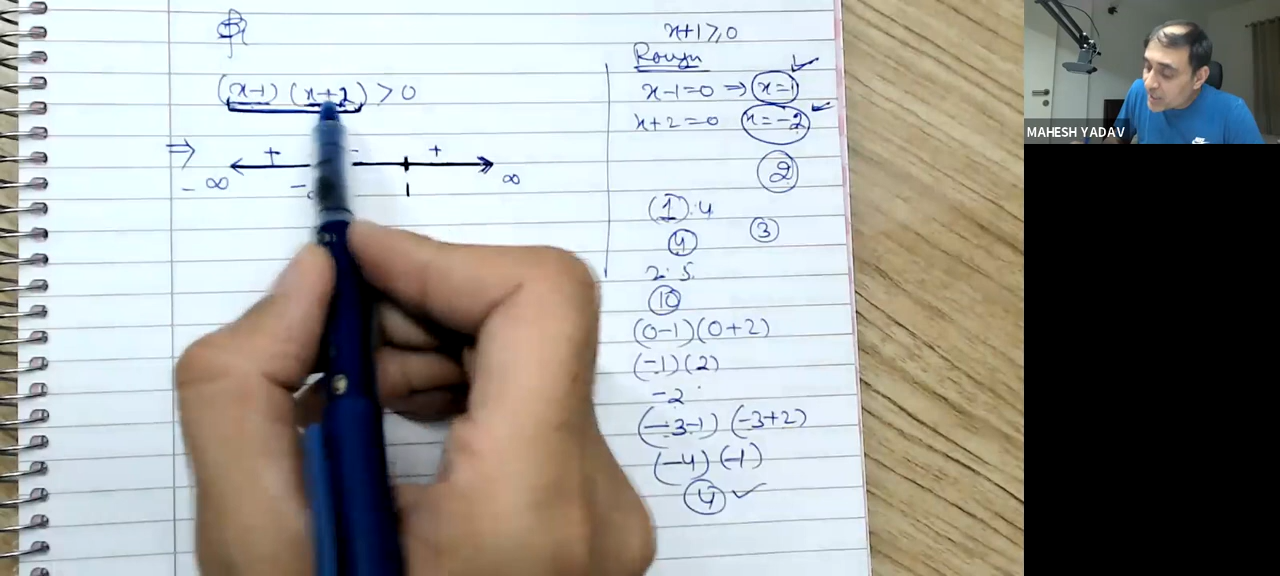 (x-1) (x+2) > 0
⇒ + - +
- ∞ - 1 ∞
x+1 ≥ 0
Rough
x-1=0 ⇒ x=1
x+2=0 x=-2
2
(1).4
4 3
2.5
10
(0-1)(0+2)
(-1)(2)
-2
(-3-1) (-3+2)
(-4) (-1)
4 ✓
MAHESH YADAV